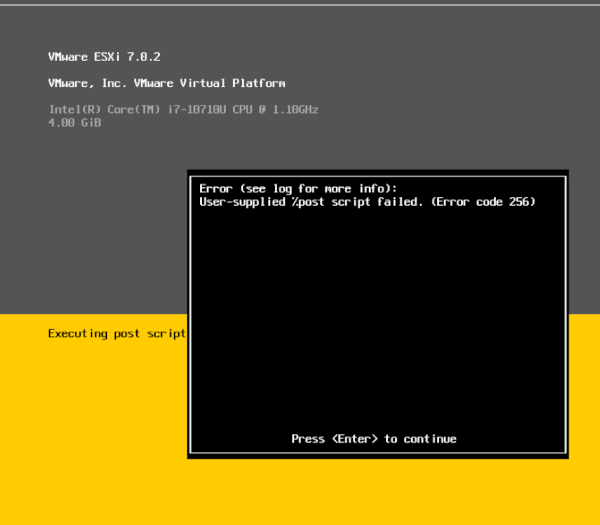 VMware ESXi 7.0.2
VMware, Inc. VMware Virtual Platform
Intel(R) Core(TM) i7-10710U CPU @ 1.10GHz
4.00 GiB
Error (see log for more info):
User-supplied %post script failed. (Error code 256)
Executing post script
Press <Enter> to continue